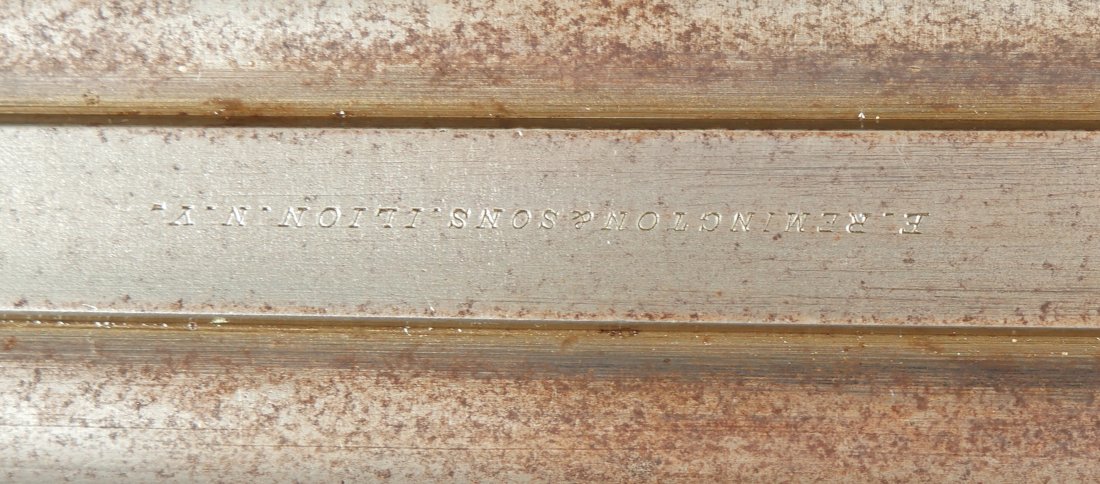 E. REMINGTON & SONS. ILION. N.Y.